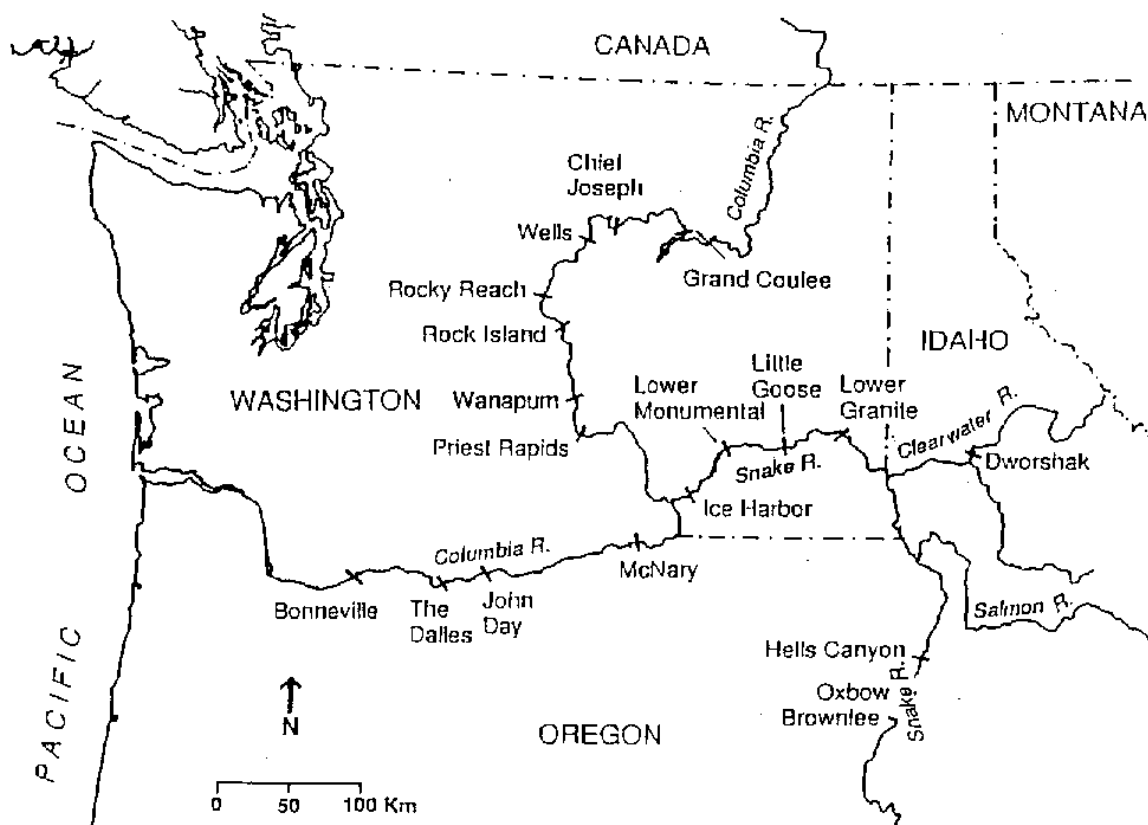 CANADA
MONTANA
Columbia R.
Chief
Joseph
Wells
Grand Coulee
Rocky Reach
Rock Island
IDAHO
Little
Goose
Lower
Monumental
Lower
Granite
WASHINGTON
Wanapum
Priest Rapids
Clearwater R.
Snake R.
Dworshak
Ice Harbor
PACIFIC OCEAN
Columbia R.
McNary
Bonneville
The
Dalles
John
Day
Salmon R.
Hells Canyon
Oxbow
Brownlee
Snake R.
N
OREGON
0 50 100 Km